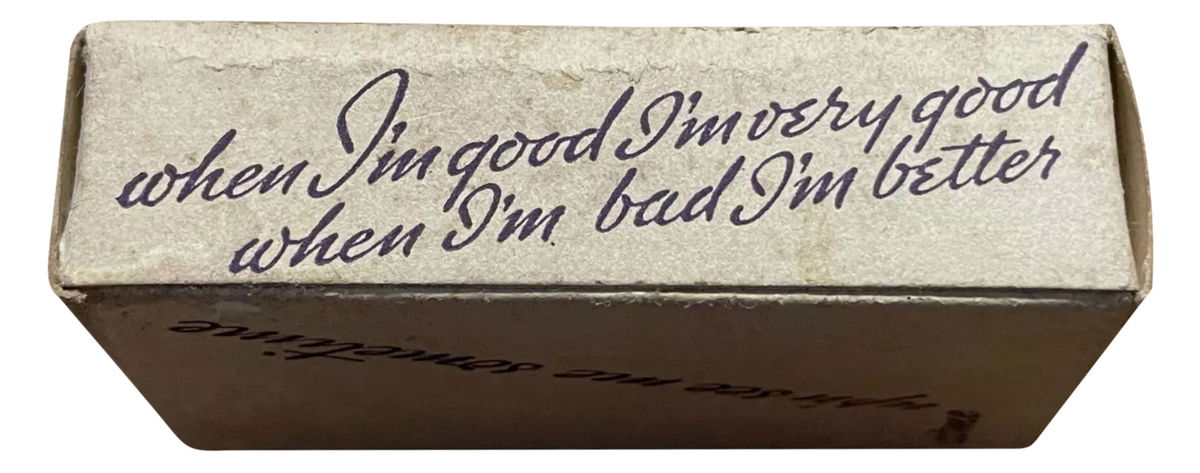 when I'm good I'm very good
when I'm bad I'm better
up'n see me sometime